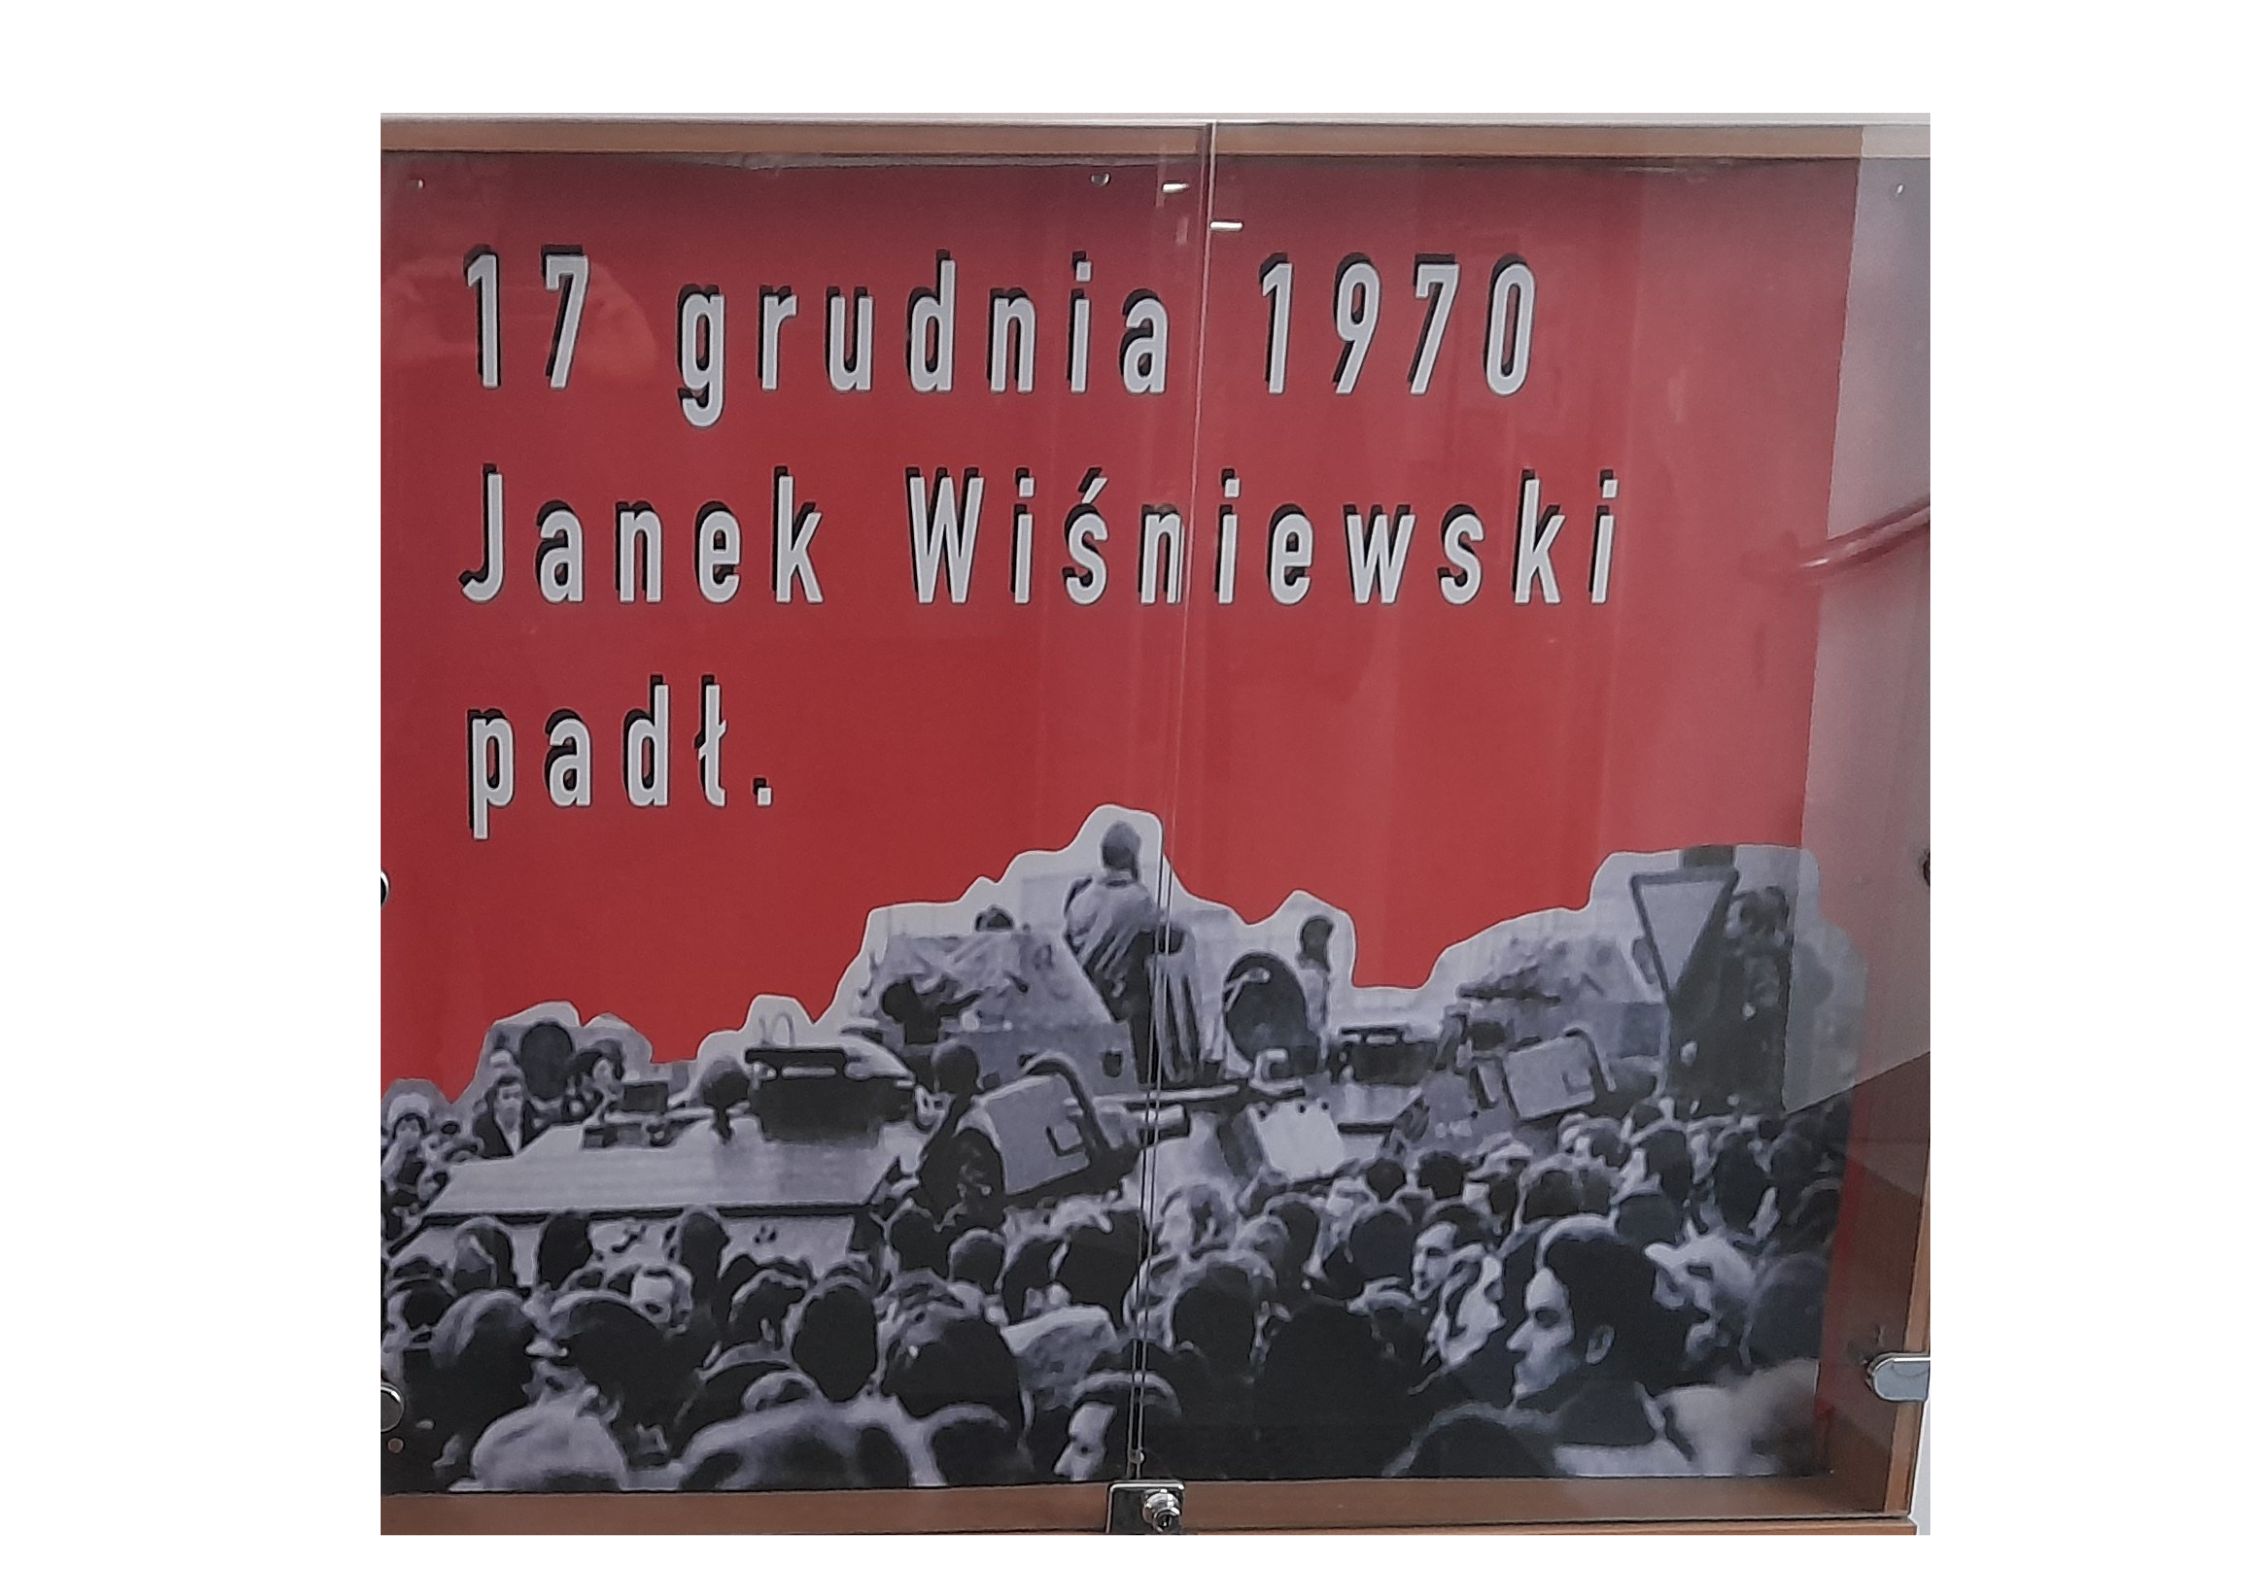 17 grudnia 1970
Janek Wiśniewski
padł.